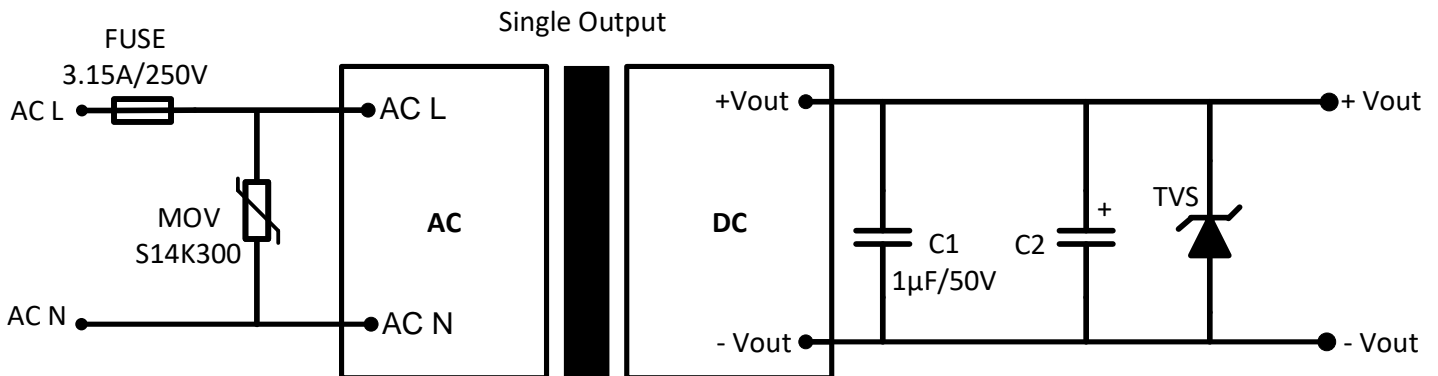 Single Output
FUSE
3.15A/250V
AC L
AC L
+Vout
+ Vout
MOV
S14K300
AC
DC
TVS
+
C1
1µF/50V
C2
AC N
AC N
- Vout
- Vout